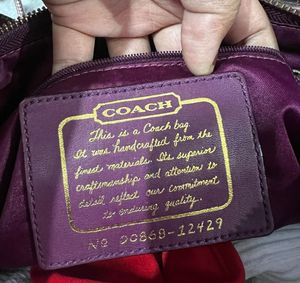 COACH
This is a Coach bag.
It was handcrafted from the
finest materials. Its superior
craftsmanship and attention to
detail reflect our commitment
to enduring quality.
No D0868-12429